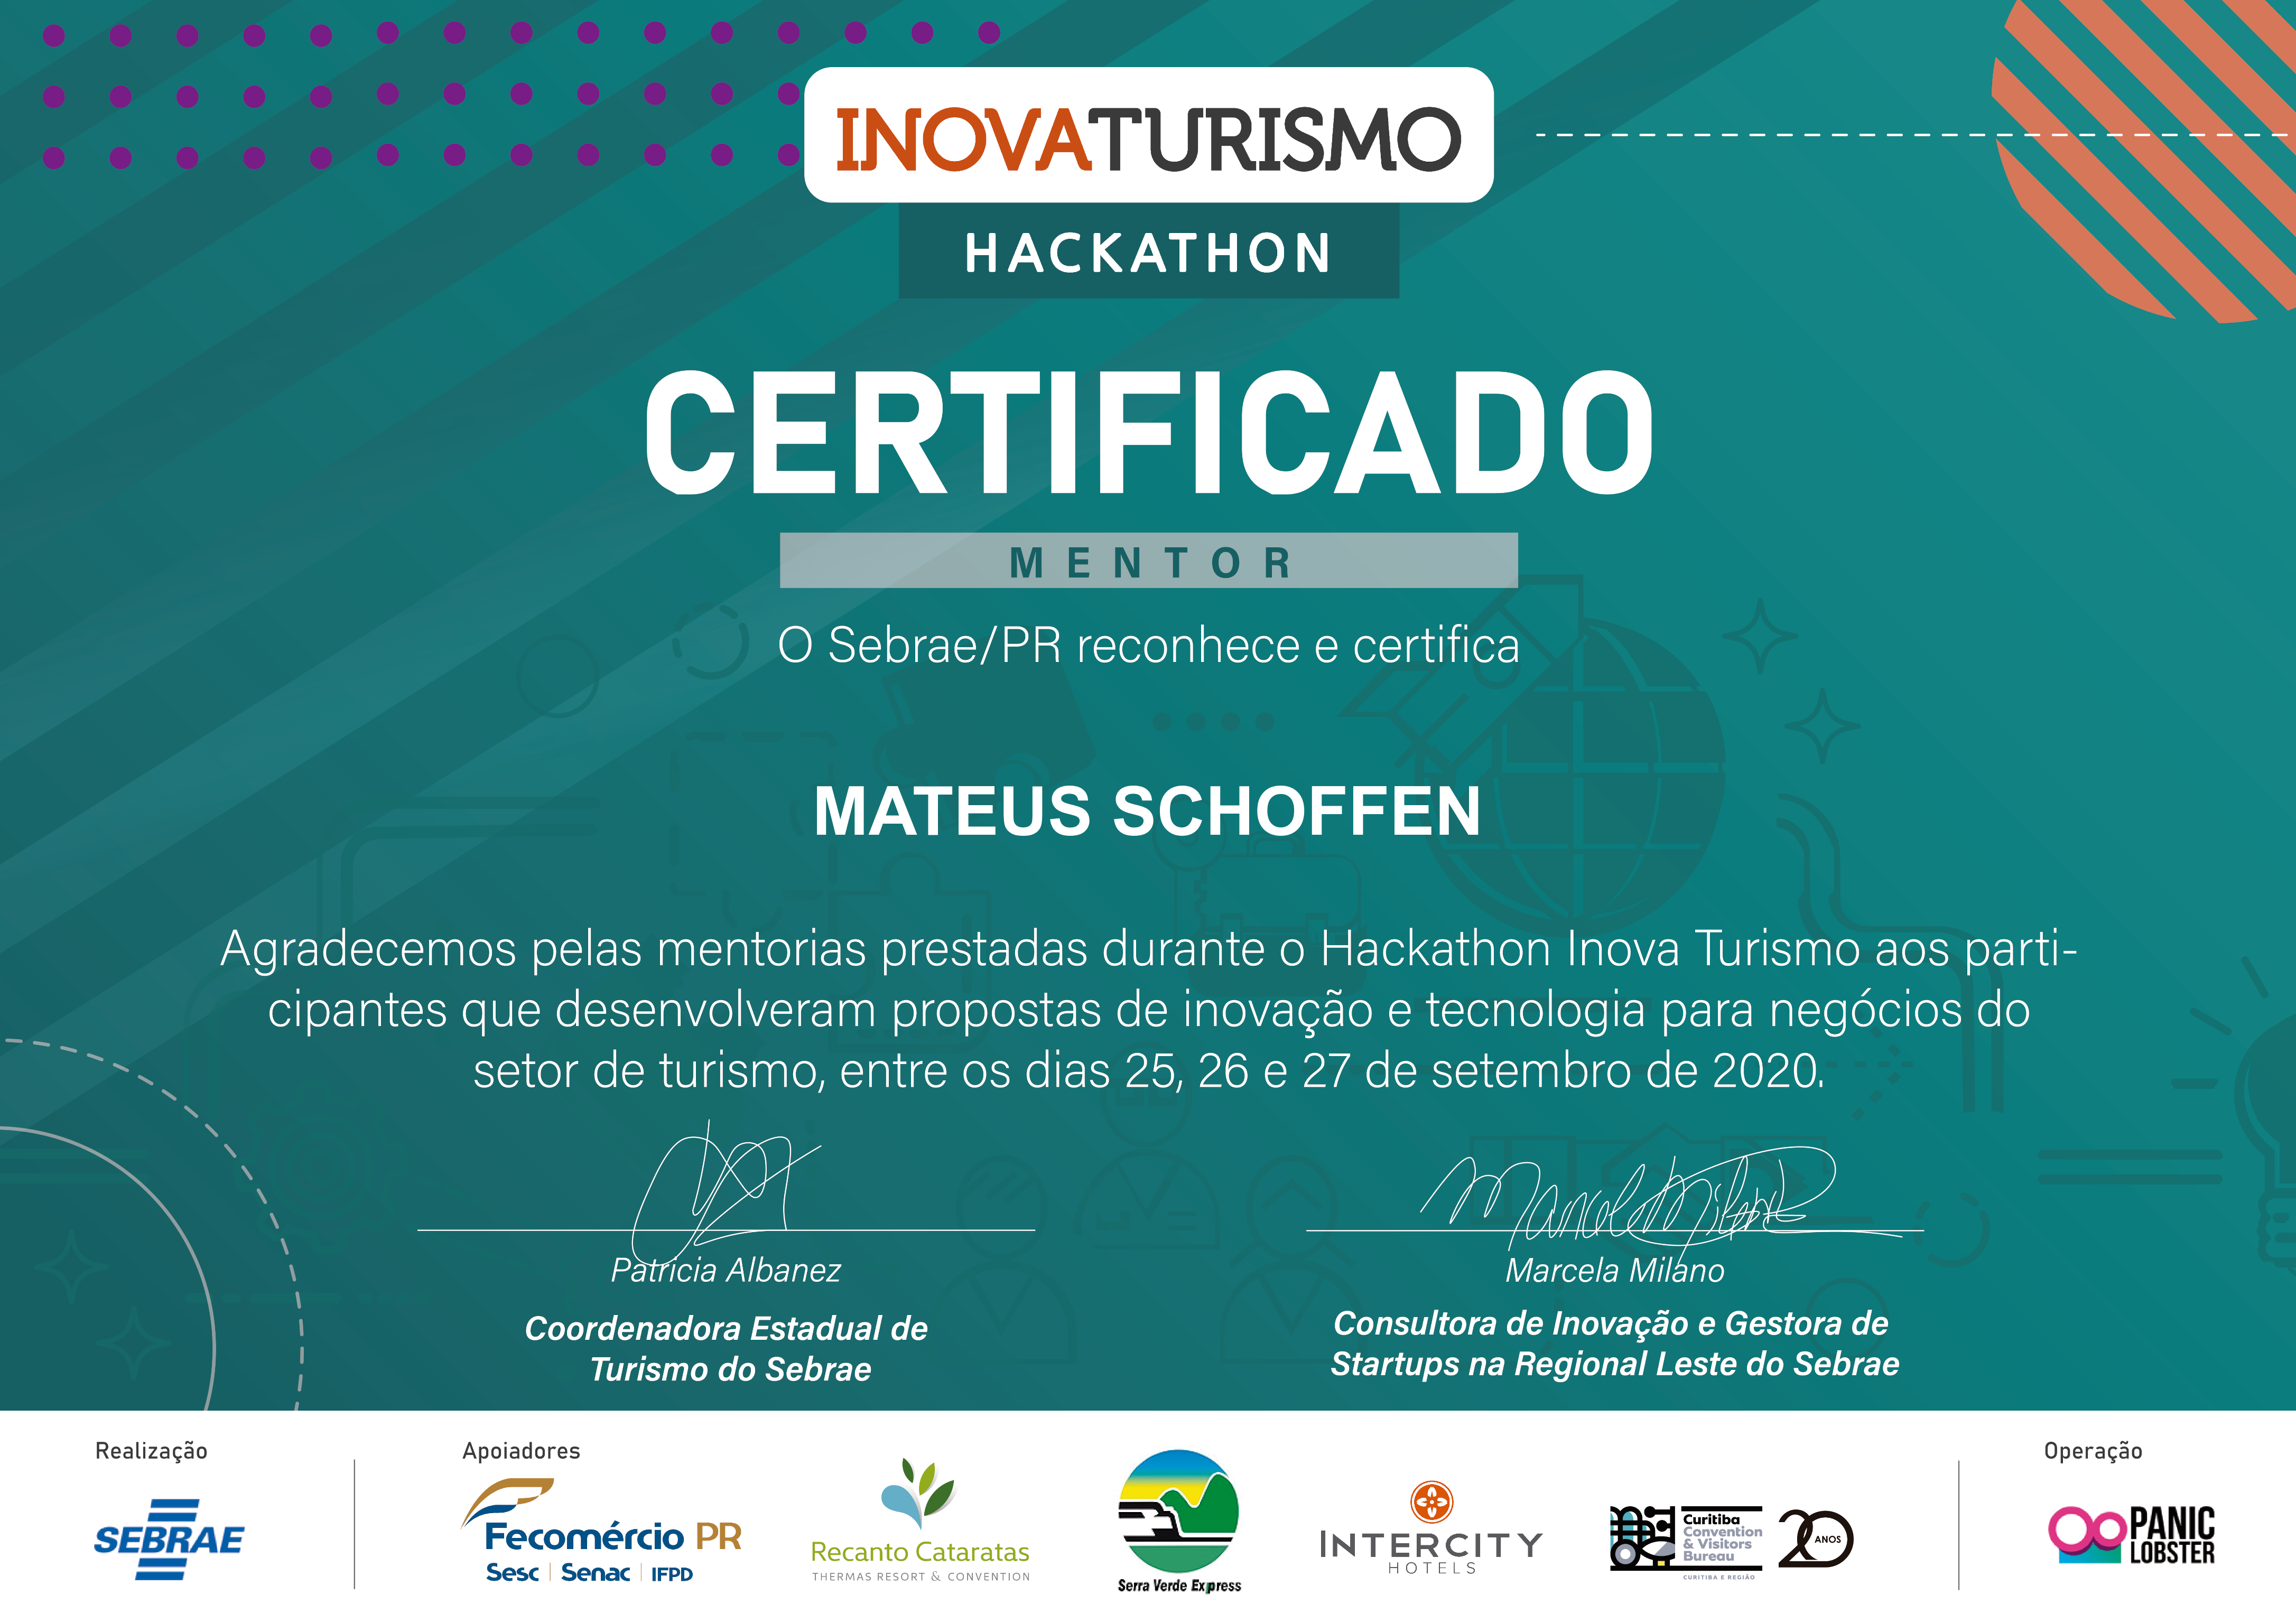 INOVATURISMO
HACKATHON
CERTIFICADO
MENTOR
O Sebrae/PR reconhece e certifica
MATEUS SCHOFFEN
Agradecemos pelas mentorias prestadas durante o Hackathon Inova Turismo aos parti-
cipantes que desenvolveram propostas de inovação e tecnologia para negócios do
setor de turismo, entre os dias 25, 26 e 27 de setembro de 2020.
Patricia Albanez
Coordenadora Estadual de
Turismo do Sebrae
Marcela Milano
Consultora de Inovação e Gestora de
Startups na Regional Leste do Sebrae
Realização
SEBRAE
Apoiadores
Fecomércio PR
Sesc | Senac | IFPD
Recanto Cataratas
THERMAS RESORT & CONVENTION
Serra Verde Express
INTERCITY
HOTELS
Curitiba
Convention
& Visitors
Bureau
CURITIBA E REGIÃO
20 ANOS
Operação
PANIC
LOBSTER